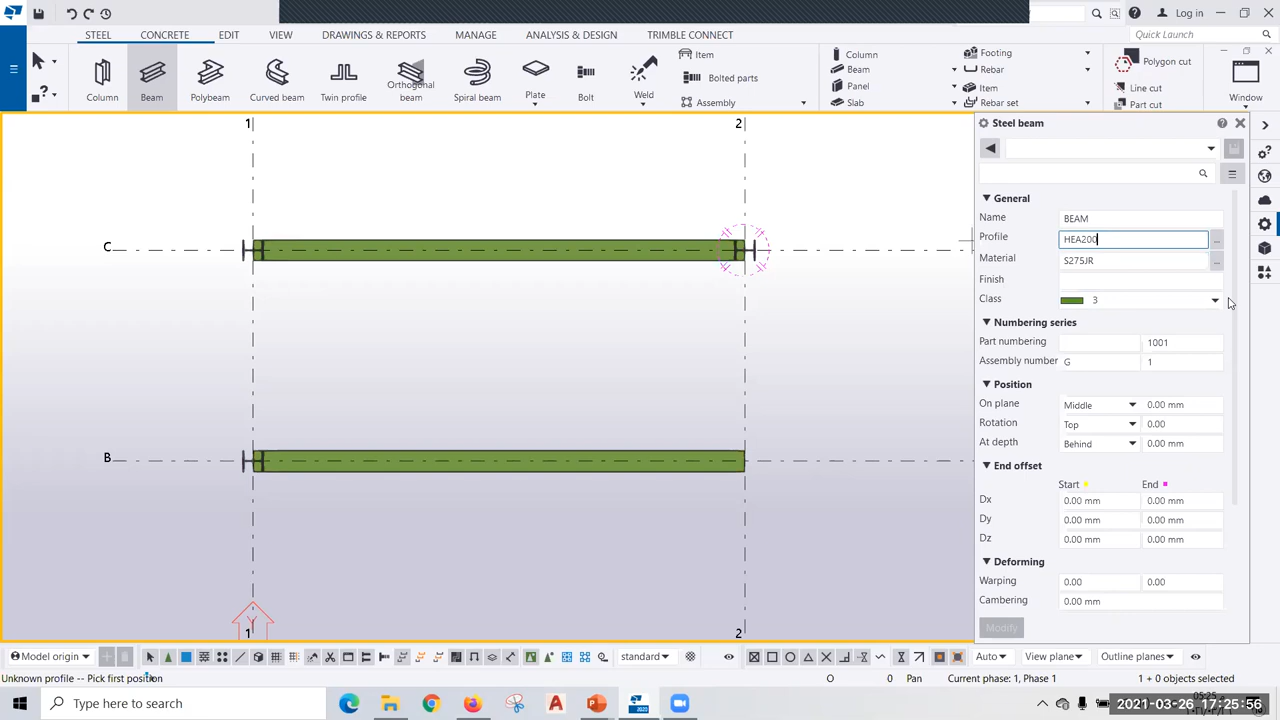 Log in
STEEL CONCRETE EDIT VIEW DRAWINGS & REPORTS MANAGE ANALYSIS & DESIGN TRIMBLE CONNECT
Quick Launch
Column Beam Polybeam Curved beam Twin profile Orthogonal beam Spiral beam Plate Bolt Weld
Item
Bolted parts
Assembly
Column
Beam
Panel
Slab
Footing
Rebar
Item
Rebar set
Polygon cut
Line cut
Part cut
Window
1 2
C
B
1 2
Y
Steel beam
General
Name BEAM
Profile HEA200 ...
Material S275JR ...
Finish
Class 3
Numbering series
Part numbering 1001
Assembly number G 1
Position
On plane Middle 0.00 mm
Rotation Top 0.00
At depth Behind 0.00 mm
End offset
Start End
Dx 0.00 mm 0.00 mm
Dy 0.00 mm 0.00 mm
Dz 0.00 mm 0.00 mm
Deforming
Warping 0.00 0.00
Cambering 0.00 mm
Modify
Model origin standard Auto View plane Outline planes
Unknown profile -- Pick first position O 0 Pan Current phase: 1, Phase 1 1 + 0 objects selected
Type here to search
05:25
2021-03-26 17:25:56